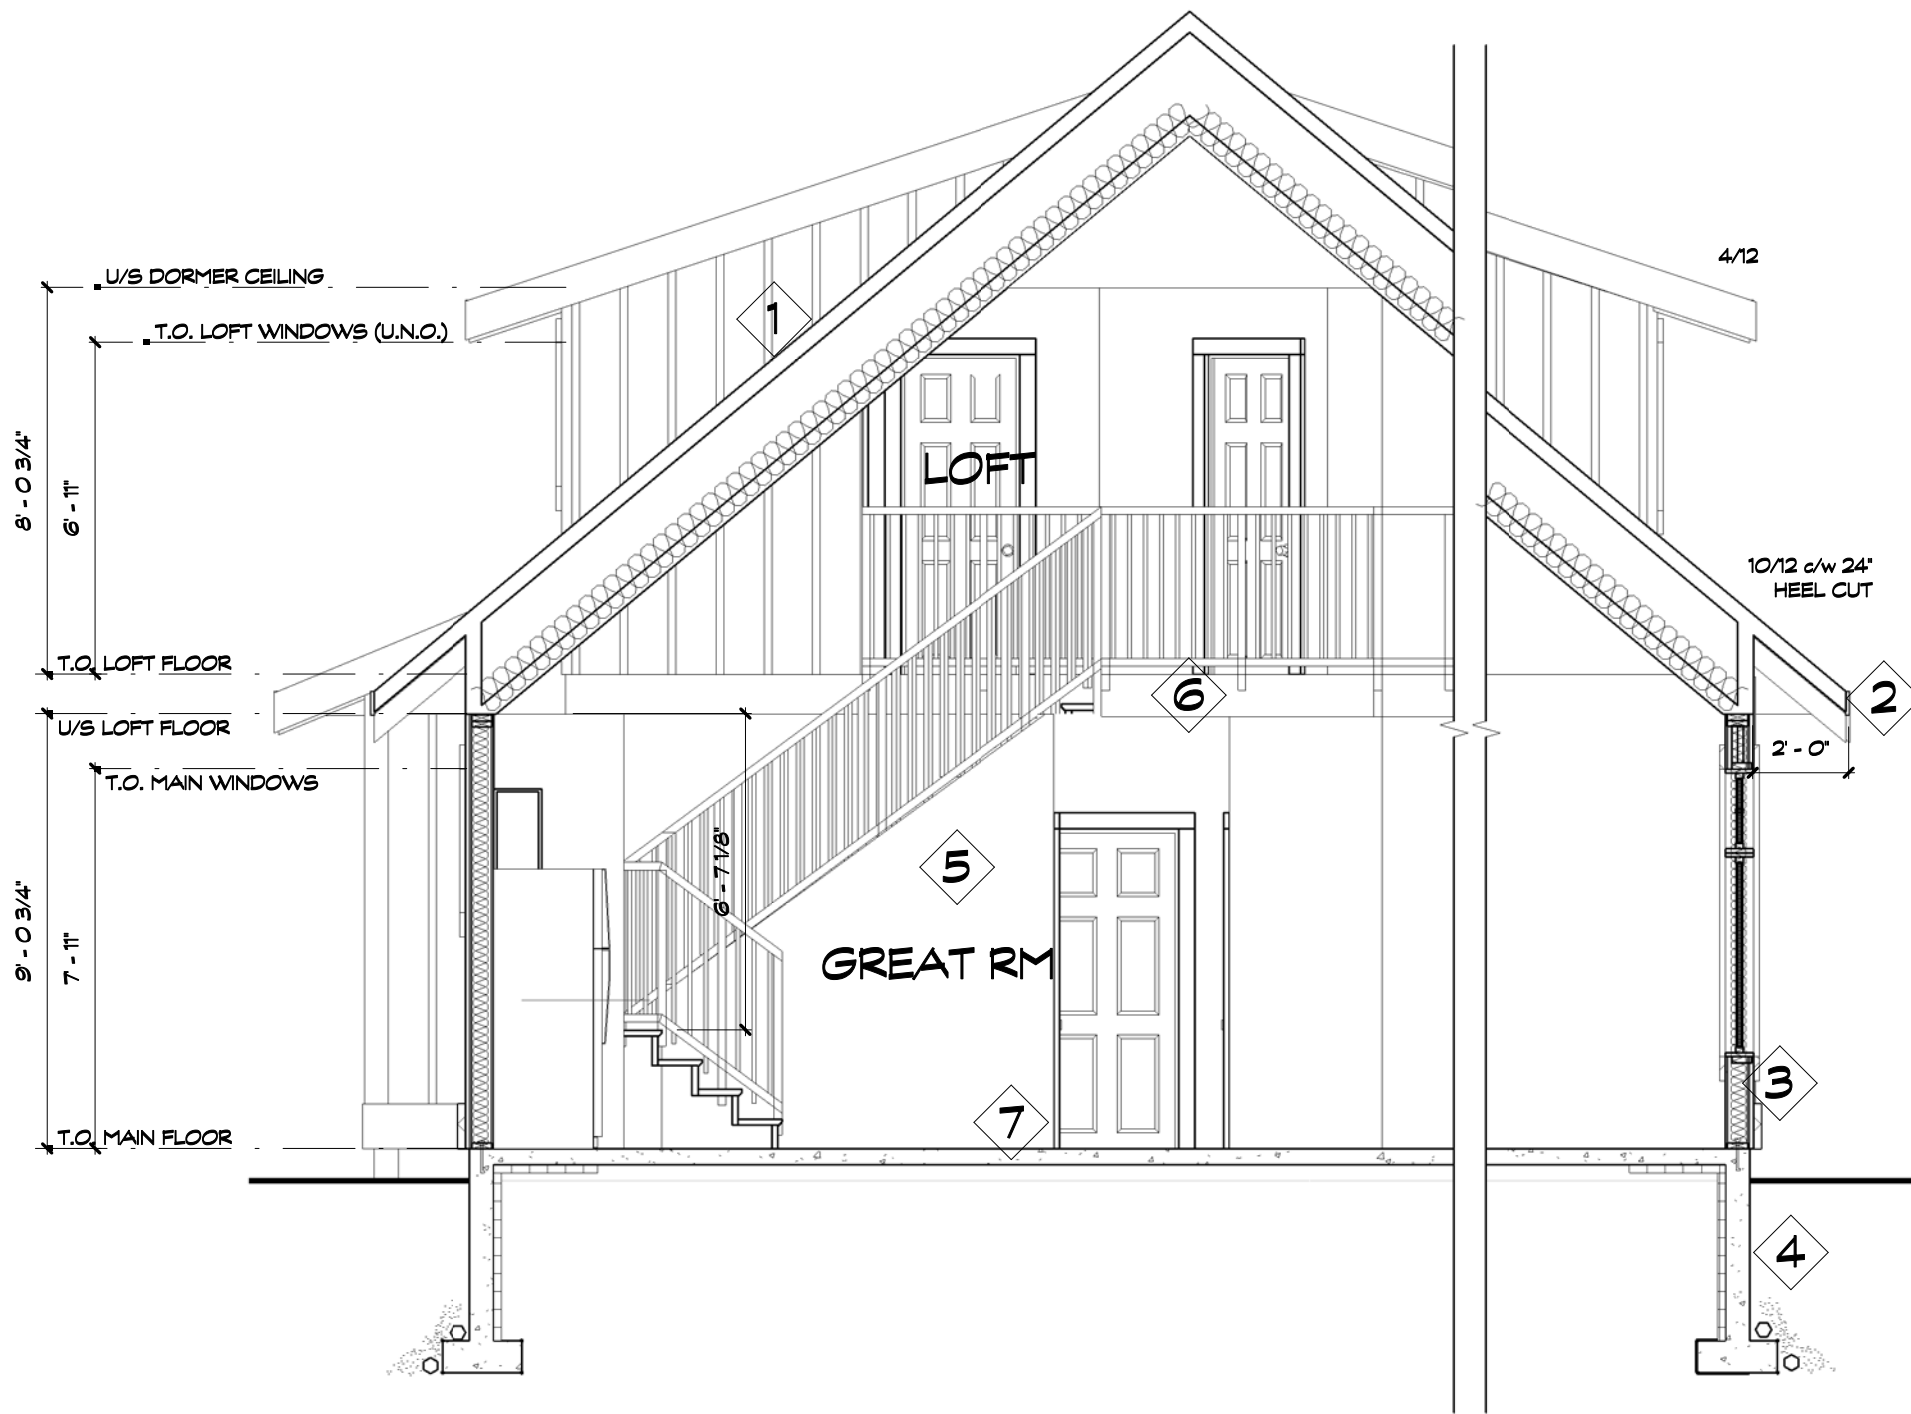 4/12
U/S DORMER CEILING
1
T.O. LOFT WINDOWS (U.N.O.)
8' - 0 3/4"
6' - 11"
LOFT
10/12 c/w 24"
HEEL CUT
T.O. LOFT FLOOR
6
2
U/S LOFT FLOOR
2' - 0"
T.O. MAIN WINDOWS
6' - 7 1/8"
5
9' - 0 3/4"
7 - 11"
GREAT RM
3
7
T.O. MAIN FLOOR
4